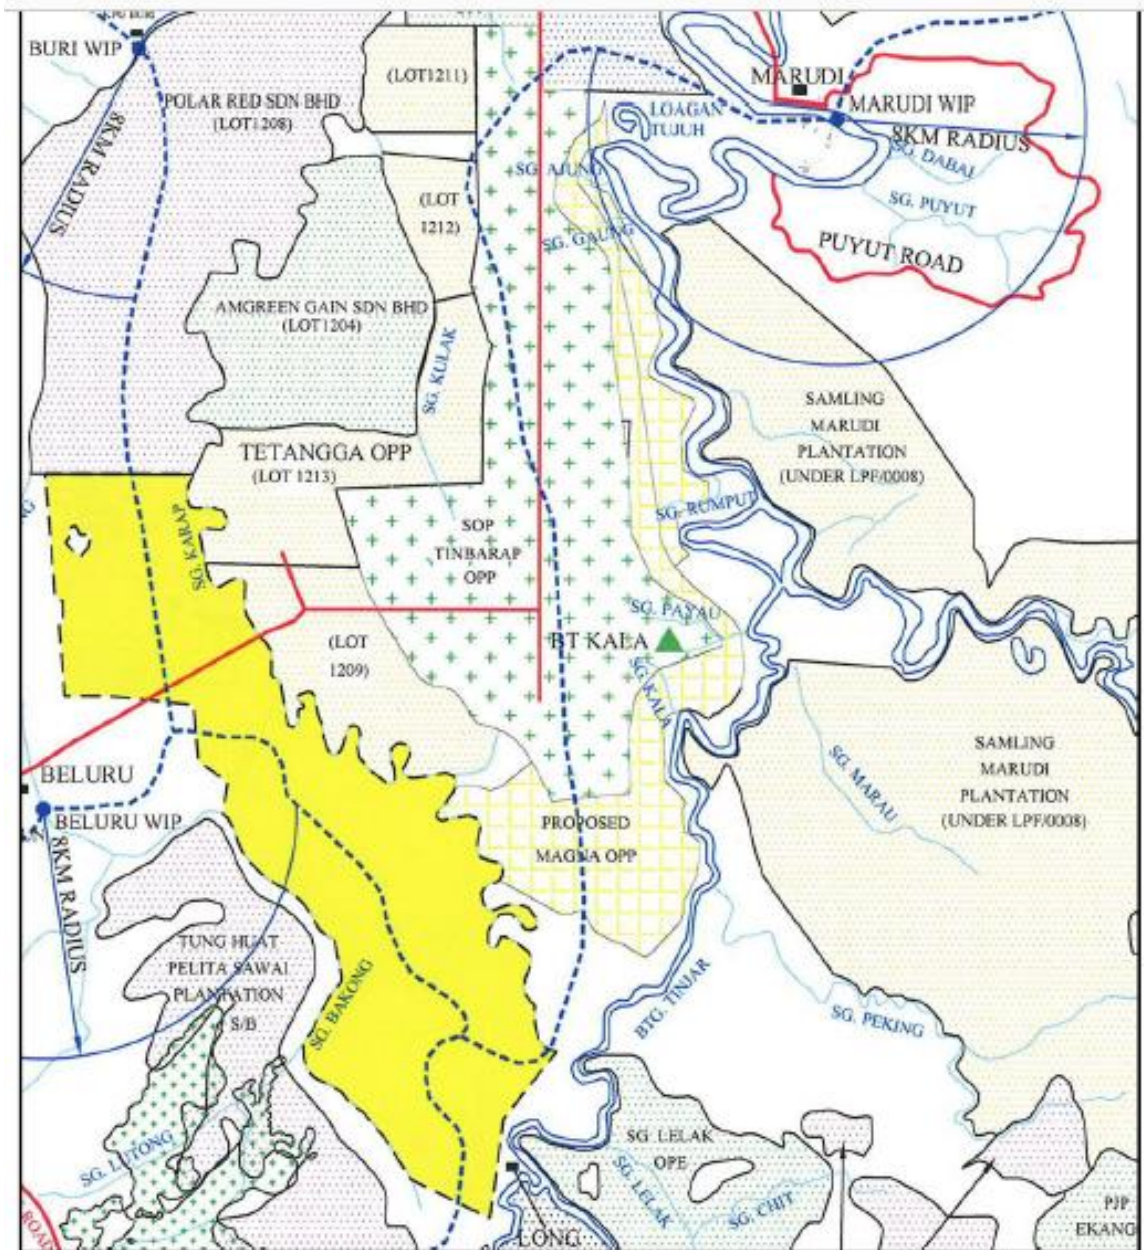 BURI WIP
POLAR RED SDN BHD
(LOT1208)
8KM RADIUS
(LOT1211)
(LOT
1212)
MARUDI
MARUDI WIP
8KM RADIUS
LOAGAN
TUJUH
SG. DABAI
SG. PUYUT
PUYUT ROAD
SG. AJUNG
SG. GAUNG
AMGREEN GAIN SDN BHD
(LOT1204)
SG. KULAK
TETANGGA OPP
(LOT 1213)
SAMLING
MARUDI
PLANTATION
(UNDER LPF/0008)
SG. RUMPUT
SG. KARAP
SOP
TINBARAP
OPP
SG. PATAU
BT KALA
SG. KALA
(LOT
1209)
BELURU
BELURU WIP
8KM RADIUS
PROPOSED
MAGNA OPP
SG. MARAU
SAMLING
MARUDI
PLANTATION
(UNDER LPF/0008)
TUNG HUAT
PELITA SAWAI
PLANTATION
S/B
SG. BAKONG
BTG. TINJAR
SG. PEKING
SG. LUTONG
SG. LELAK
OPE
SG. LELAK
SG. CHIT
PJP
EKANG
ROAD
LONG